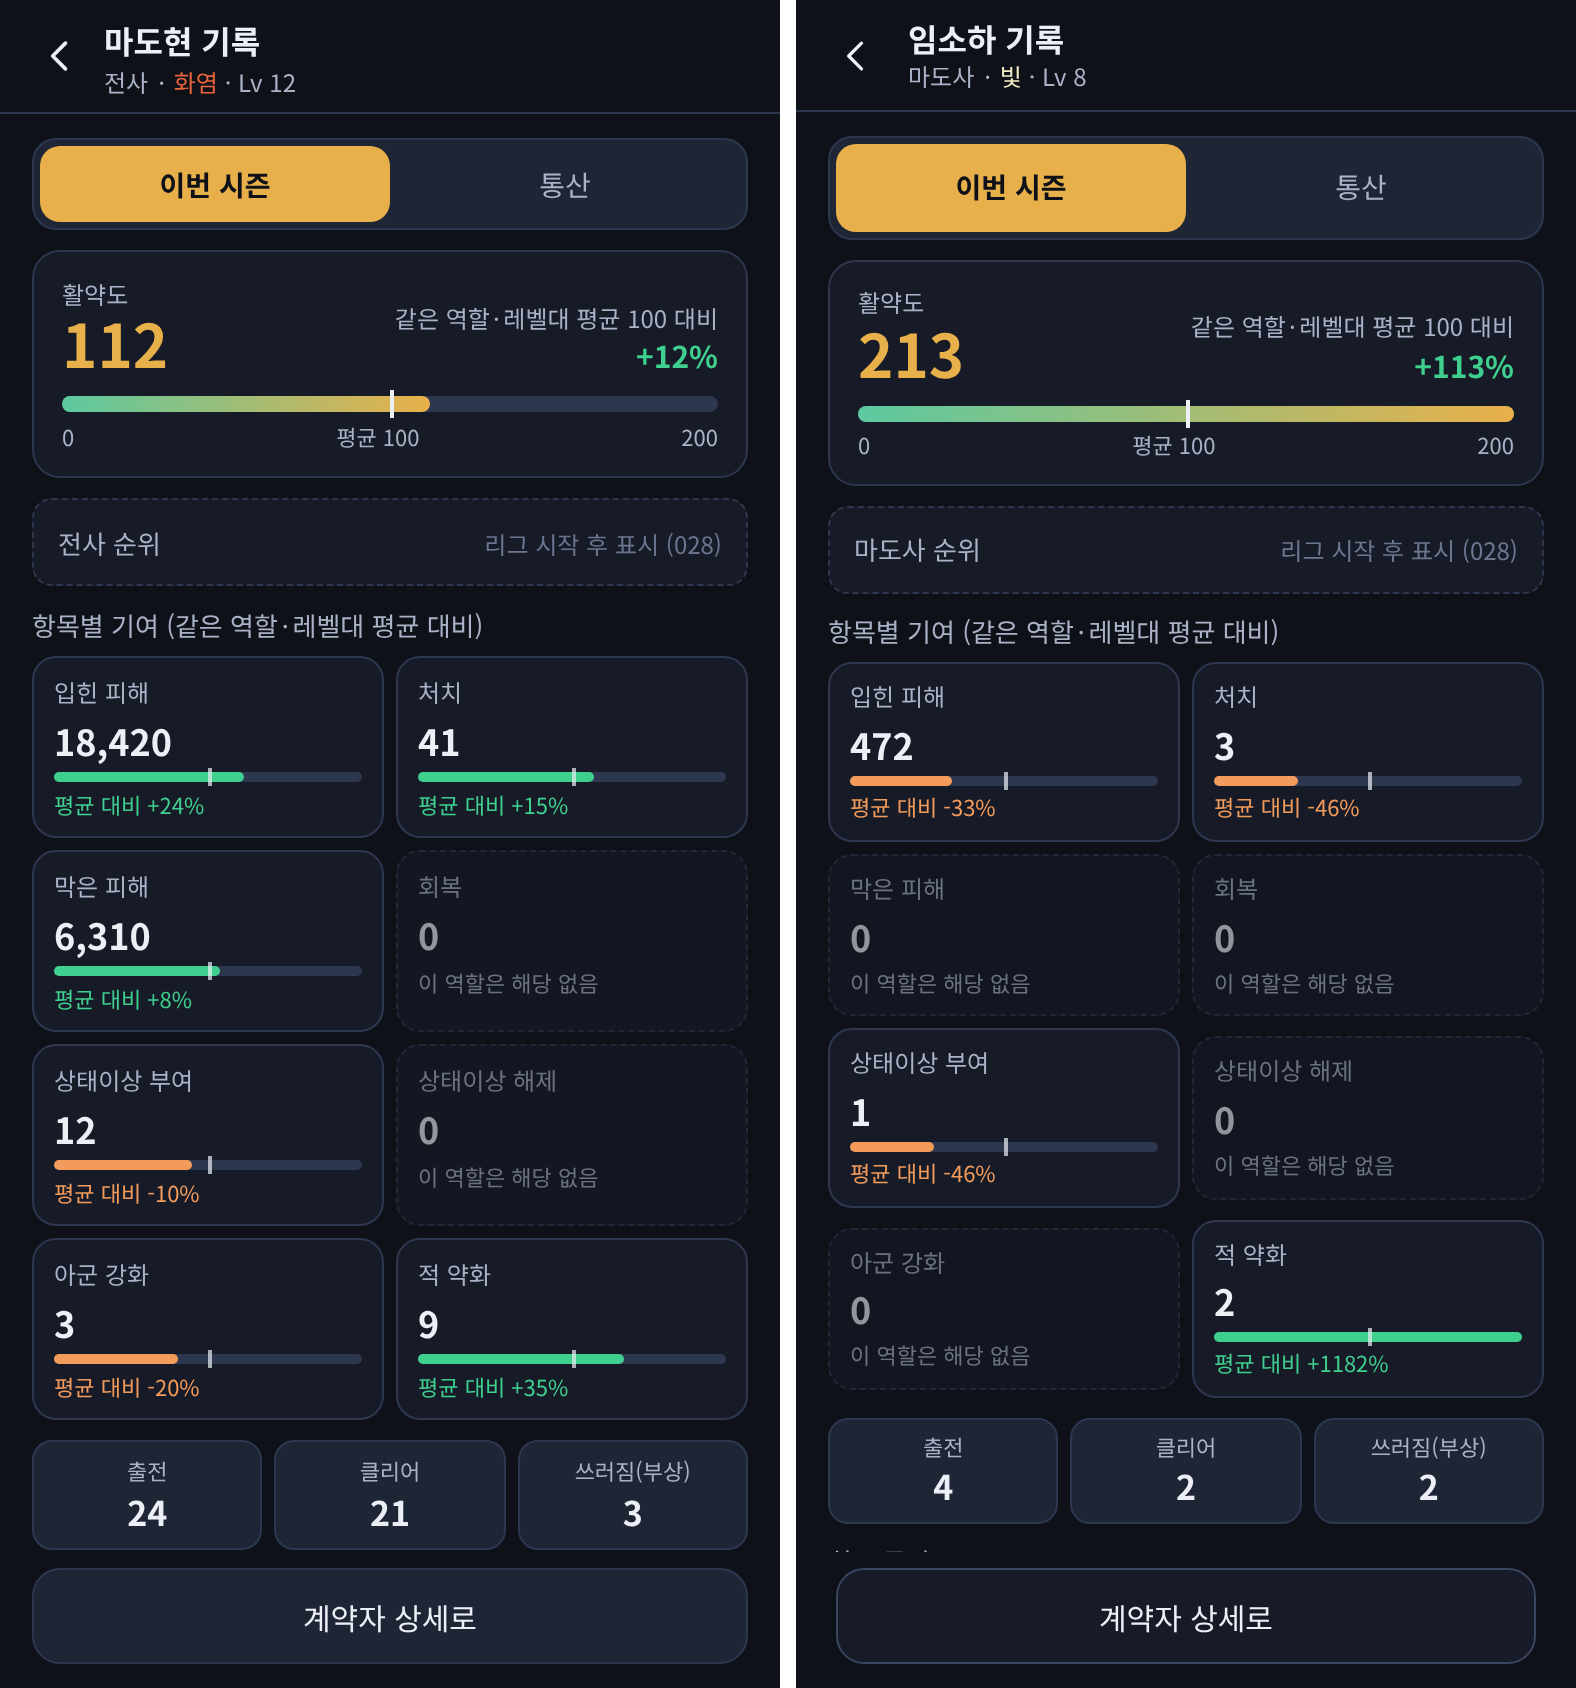 마도현 기록
전사 · 화염 · Lv 12
이번 시즌
통산
활약도
112
같은 역할·레벨대 평균 100 대비
+12%
0
평균 100
200
전사 순위
리그 시작 후 표시 (028)
항목별 기여 (같은 역할·레벨대 평균 대비)
입힌 피해
18,420
평균 대비 +24%
처치
41
평균 대비 +15%
막은 피해
6,310
평균 대비 +8%
회복
0
이 역할은 해당 없음
상태이상 부여
12
평균 대비 -10%
상태이상 해제
0
이 역할은 해당 없음
아군 강화
3
평균 대비 -20%
적 약화
9
평균 대비 +35%
출전
24
클리어
21
쓰러짐(부상)
3
계약자 상세로
임소하 기록
마도사 · 빛 · Lv 8
이번 시즌
통산
활약도
213
같은 역할·레벨대 평균 100 대비
+113%
0
평균 100
200
마도사 순위
리그 시작 후 표시 (028)
항목별 기여 (같은 역할·레벨대 평균 대비)
입힌 피해
472
평균 대비 -33%
처치
3
평균 대비 -46%
막은 피해
0
이 역할은 해당 없음
회복
0
이 역할은 해당 없음
상태이상 부여
1
평균 대비 -46%
상태이상 해제
0
이 역할은 해당 없음
아군 강화
0
이 역할은 해당 없음
적 약화
2
평균 대비 +1182%
출전
4
클리어
2
쓰러짐(부상)
2
계약자 상세로